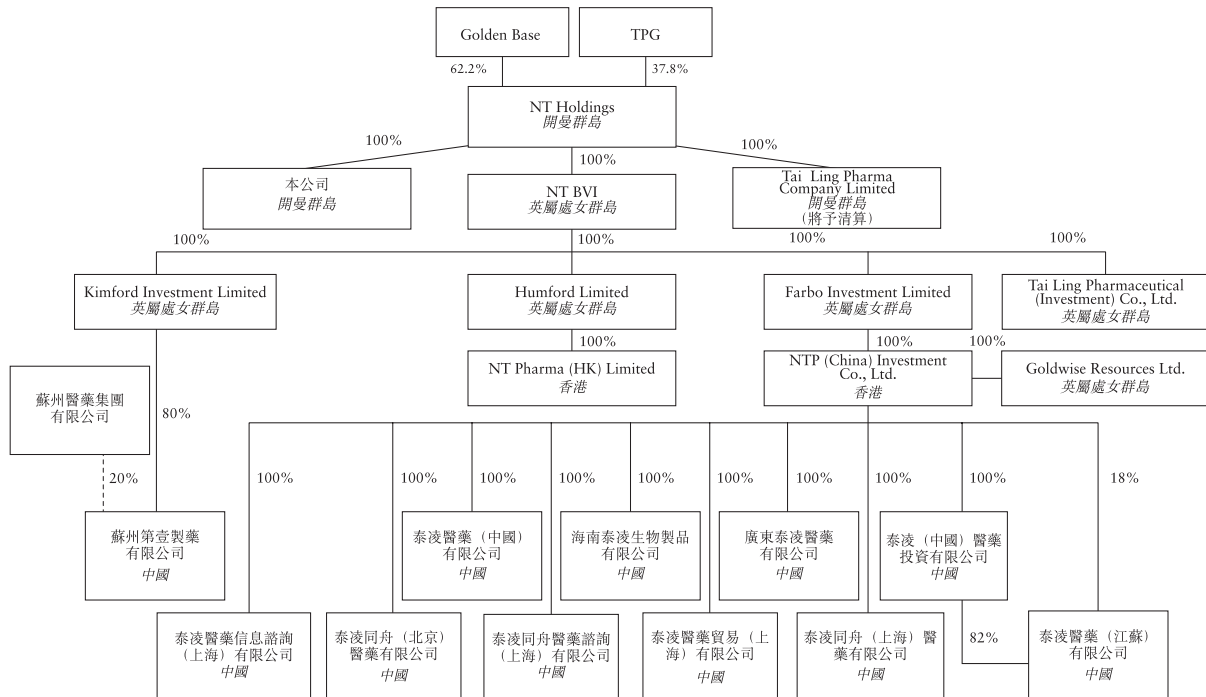 Golden Base
TPG
62.2%
37.8%
NT Holdings
開曼群島
100%
100%
100%
本公司
開曼群島
NT BVI
英屬處女群島
Tai Ling Pharma
Company Limited
開曼群島
(將予清算)
100%
100%
100%
100%
Kimford Investment Limited
英屬處女群島
Humford Limited
英屬處女群島
Farbo Investment Limited
英屬處女群島
Tai Ling Pharmaceutical
(Investment) Co., Ltd.
英屬處女群島
100%
100%
100%
NT Pharma (HK) Limited
香港
NTP (China) Investment
Co., Ltd.
香港
Goldwise Resources Ltd.
英屬處女群島
蘇州醫藥集團
有限公司
80%
20%
100%
100%
100%
100%
100%
100%
100%
100%
18%
蘇州第壹製藥
有限公司
中國
泰凌醫藥(中國)
有限公司
中國
海南泰凌生物製品
有限公司
中國
廣東泰凌醫藥
有限公司
中國
泰凌(中國)醫藥
投資有限公司
中國
泰凌醫藥信息諮詢
(上海)有限公司
中國
泰凌同舟(北京)
醫藥有限公司
中國
泰凌同舟醫藥諮詢
(上海)有限公司
中國
泰凌醫藥貿易(上
海)有限公司
中國
泰凌同舟(上海)醫
藥有限公司
中國
82%
泰凌醫藥(江蘇)
有限公司
中國